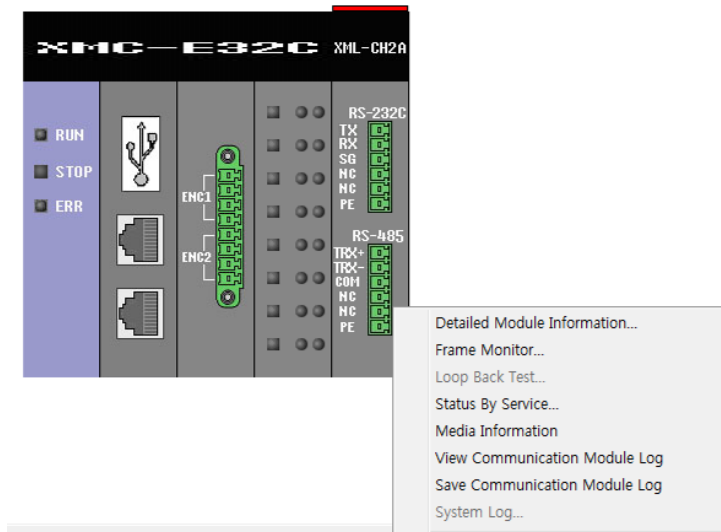 XMC-E32C
XML-CH2A
RUN
STOP
ERR
ENC1
ENC2
RS-232C
TX
RX
SG
NC
NC
PE
RS-485
TRX+
TRX-
COM
NC
NC
PE
Detailed Module Information...
Frame Monitor...
Loop Back Test...
Status By Service...
Media Information
View Communication Module Log
Save Communication Module Log
System Log...